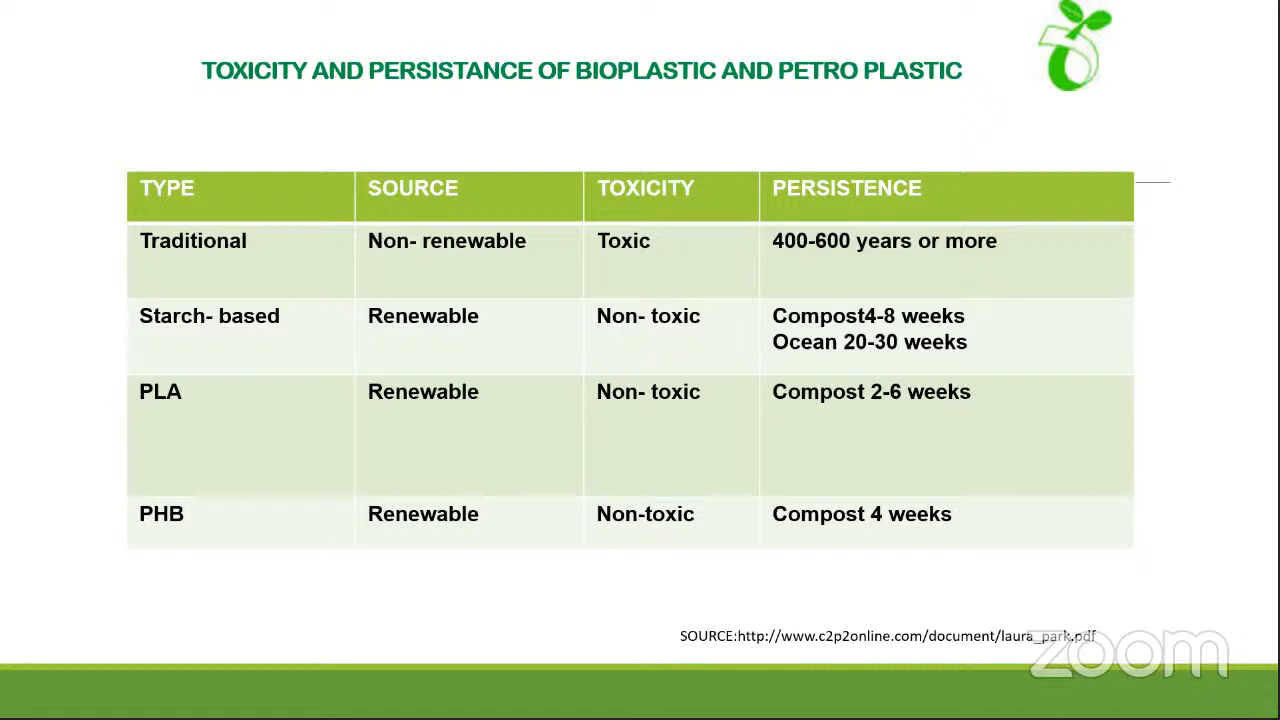 TOXICITY AND PERSISTANCE OF BIOPLASTIC AND PETRO PLASTIC
TYPE SOURCE TOXICITY PERSISTENCE
Traditional Non- renewable Toxic 400-600 years or more
Starch- based Renewable Non- toxic Compost4-8 weeks
Ocean 20-30 weeks
PLA Renewable Non- toxic Compost 2-6 weeks
PHB Renewable Non-toxic Compost 4 weeks
SOURCE:http://www.c2p2online.com/document/laura_park.pdf
zoom